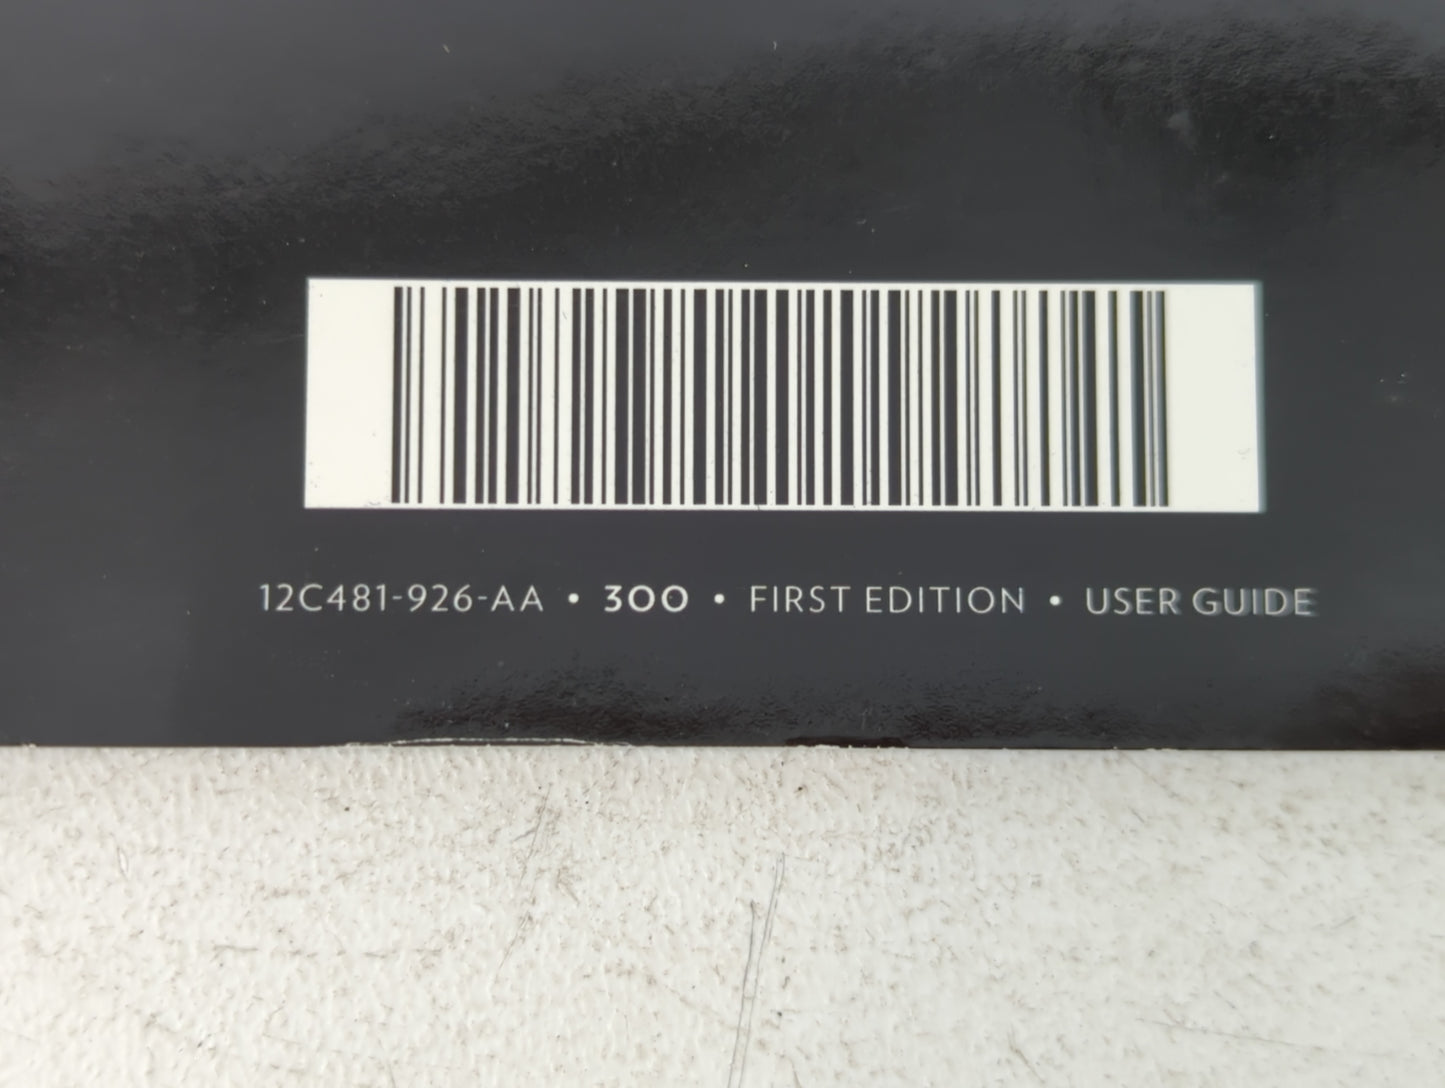 12C481-926-AA • 300 • FIRST EDITION • USER GUIDE